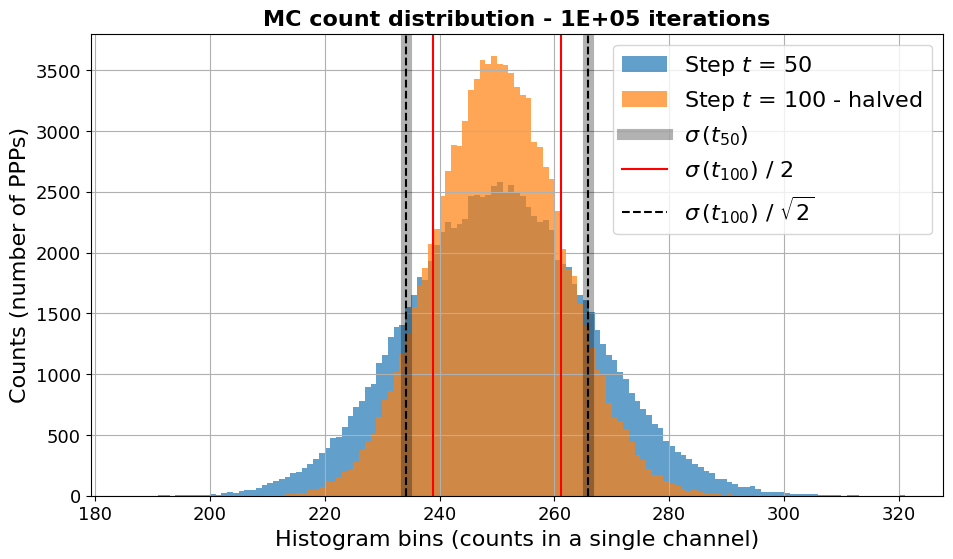 MC count distribution - 1E+05 iterations
Counts (number of PPPs)
3500
3000
2500
2000
1500
1000
500
0
180 200 220 240 260 280 300 320
Histogram bins (counts in a single channel)
Step t = 50
Step t = 100 - halved
σ(t₅₀)
σ(t₁₀₀) / 2
σ(t₁₀₀) / √2